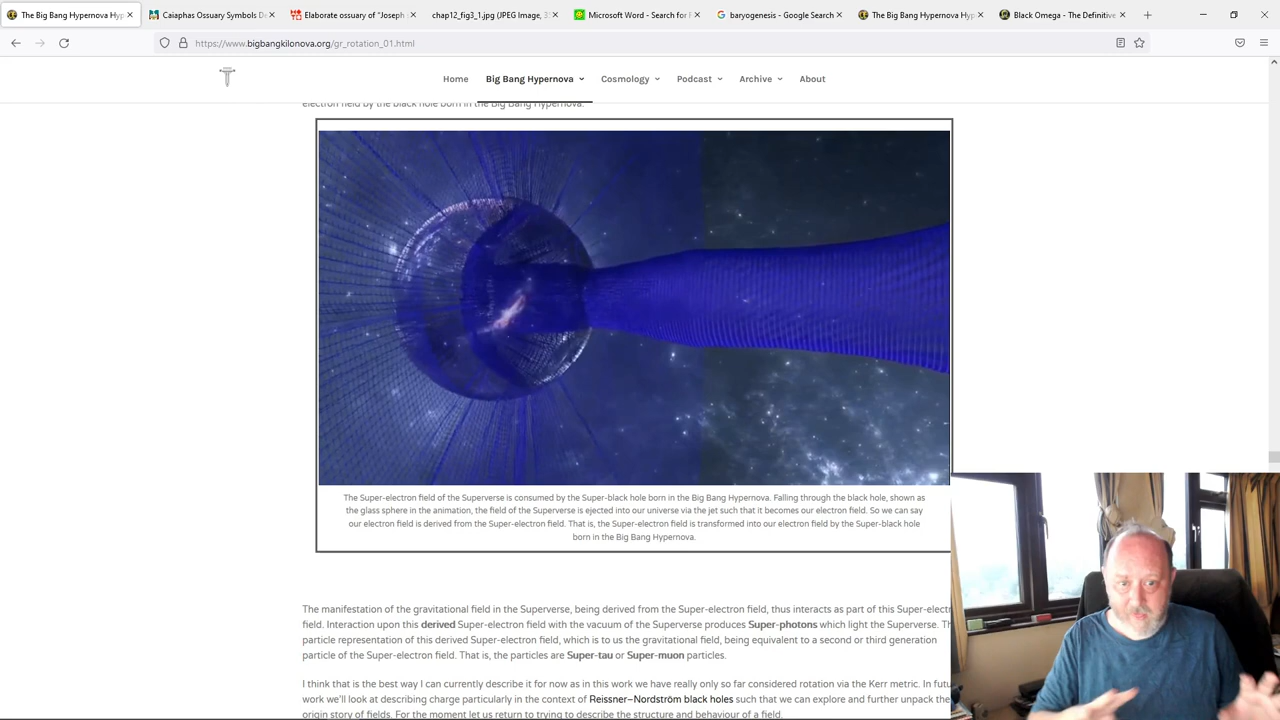 The Big Bang Hypernova Hyp
Caiaphas Ossuary Symbols De
Elaborate ossuary of "Joseph
chap12_fig3_1.jpg (JPEG Image, 3
Microsoft Word - Search for F
baryogenesis - Google Search
The Big Bang Hypernova Hyp
Black Omega - The Definitive
https://www.bigbangkilonova.org/gr_rotation_01.html
Home Big Bang Hypernova Cosmology Podcast Archive About
electron field by the black hole born in the Big Bang Hypernova.
The Super-electron field of the Superverse is consumed by the Super-black hole born in the Big Bang Hypernova. Falling through the black hole, shown as
the glass sphere in the animation, the field of the Superverse is ejected into our universe via the jet such that it becomes our electron field. So we can say
our electron field is derived from the Super-electron field. That is, the Super-electron field is transformed into our electron field by the Super-black hole
born in the Big Bang Hypernova.
The manifestation of the gravitational field in the Superverse, being derived from the Super-electron field, thus interacts as part of this Super-electr
field. Interaction upon this derived Super-electron field with the vacuum of the Superverse produces Super-photons which light the Superverse. Th
particle representation of this derived Super-electron field, which is to us the gravitational field, being equivalent to a second or third generation
particle of the Super-electron field. That is, the particles are Super-tau or Super-muon particles.
I think that is the best way I can currently describe it for now as in this work we have really only so far considered rotation via the Kerr metric. In futu
work we'll look at describing charge particularly in the context of Reissner–Nordström black holes such that we can explore and further unpack the
origin story of fields. For the moment let us return to trying to describe the structure and behaviour of a field.